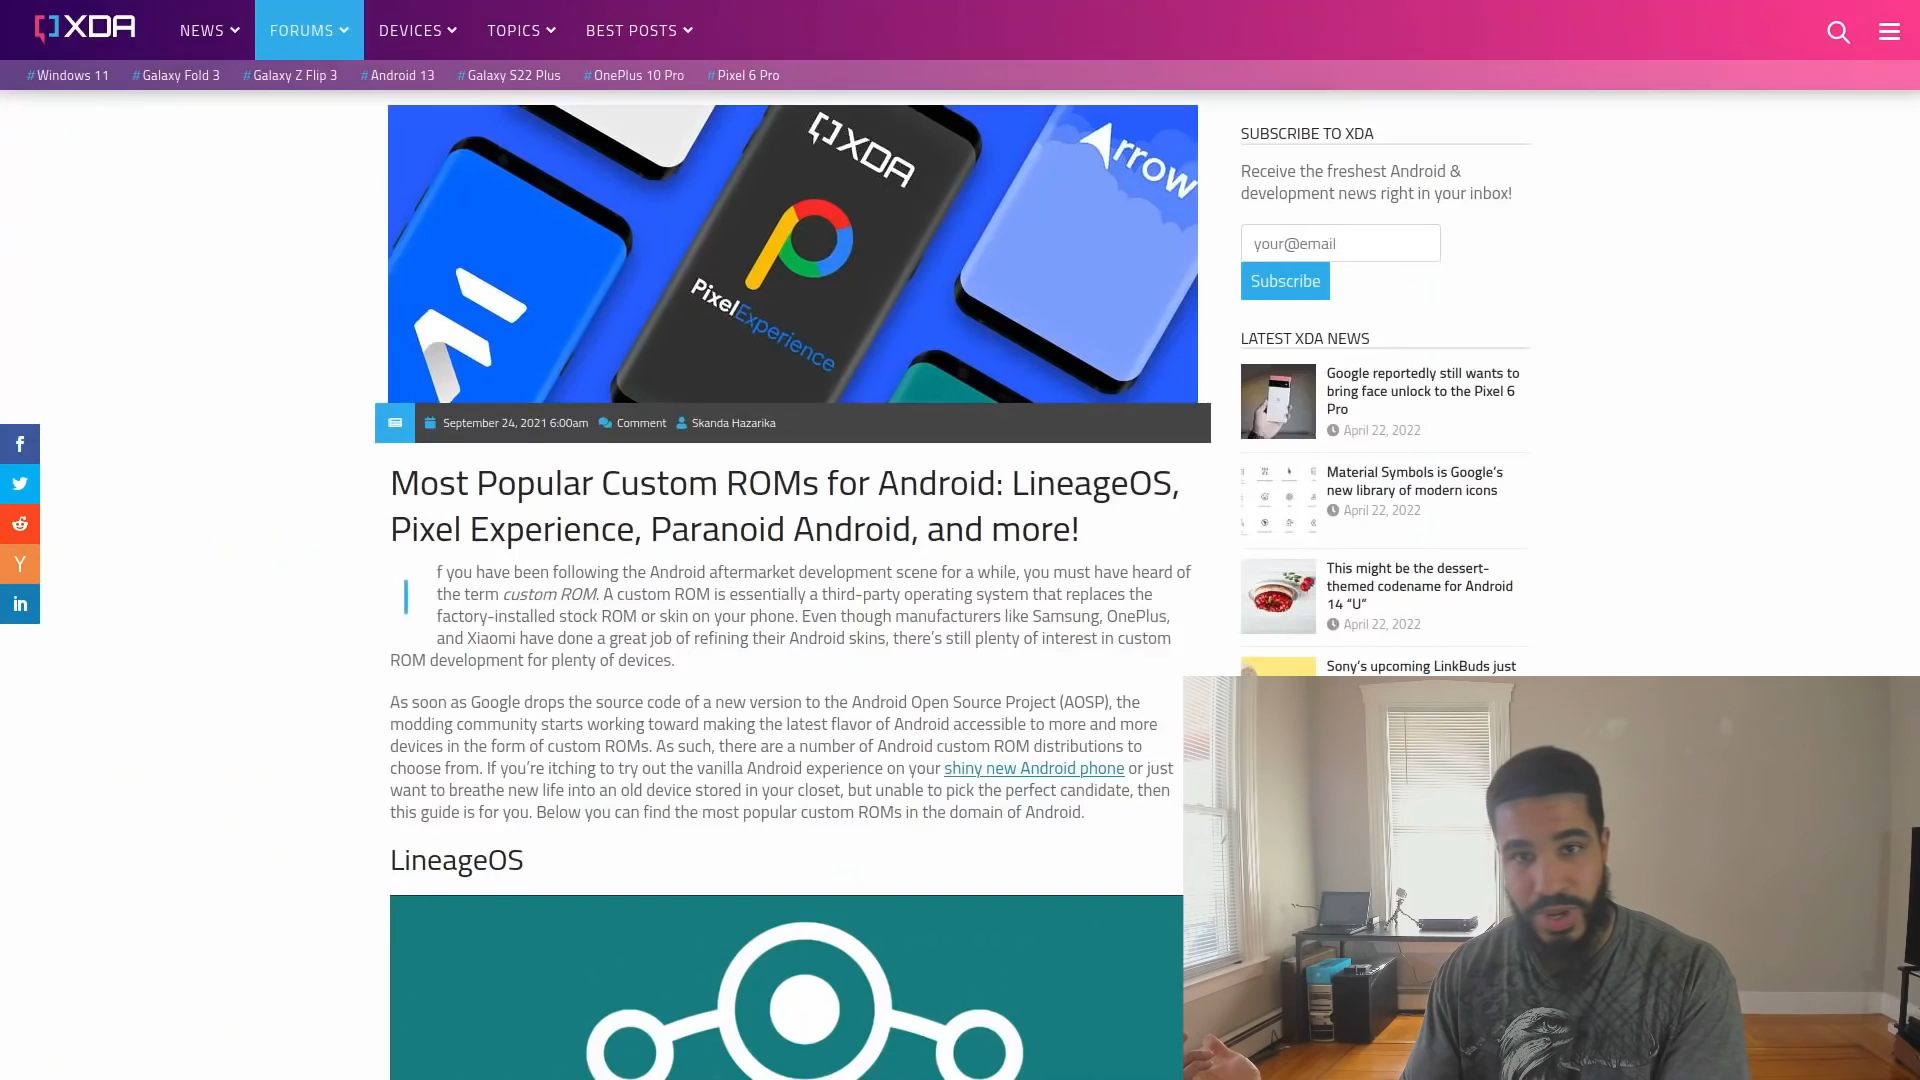 XDA
NEWS
FORUMS
DEVICES
TOPICS
BEST POSTS
#Windows 11
#Galaxy Fold 3
#Galaxy Z Flip 3
#Android 13
#Galaxy S22 Plus
#OnePlus 10 Pro
#Pixel 6 Pro
XDA
PixelExperience
Arrow
September 24, 2021 6:00am
Comment
Skanda Hazarika
Most Popular Custom ROMs for Android: LineageOS,
Pixel Experience, Paranoid Android, and more!
If you have been following the Android aftermarket development scene for a while, you must have heard of
the term custom ROM. A custom ROM is essentially a third-party operating system that replaces the
factory-installed stock ROM or skin on your phone. Even though manufacturers like Samsung, OnePlus,
and Xiaomi have done a great job of refining their Android skins, there's still plenty of interest in custom
ROM development for plenty of devices.
As soon as Google drops the source code of a new version to the Android Open Source Project (AOSP), the
modding community starts working toward making the latest flavor of Android accessible to more and more
devices in the form of custom ROMs. As such, there are a number of Android custom ROM distributions to
choose from. If you're itching to try out the vanilla Android experience on your shiny new Android phone or just
want to breathe new life into an old device stored in your closet, but unable to pick the perfect candidate, then
this guide is for you. Below you can find the most popular custom ROMs in the domain of Android.
LineageOS
SUBSCRIBE TO XDA
Receive the freshest Android &
development news right in your inbox!
your@email
Subscribe
LATEST XDA NEWS
Google reportedly still wants to
bring face unlock to the Pixel 6
Pro
April 22, 2022
Material Symbols is Google's
new library of modern icons
April 22, 2022
This might be the dessert-
themed codename for Android
14 “U”
April 22, 2022
Sony's upcoming LinkBuds just